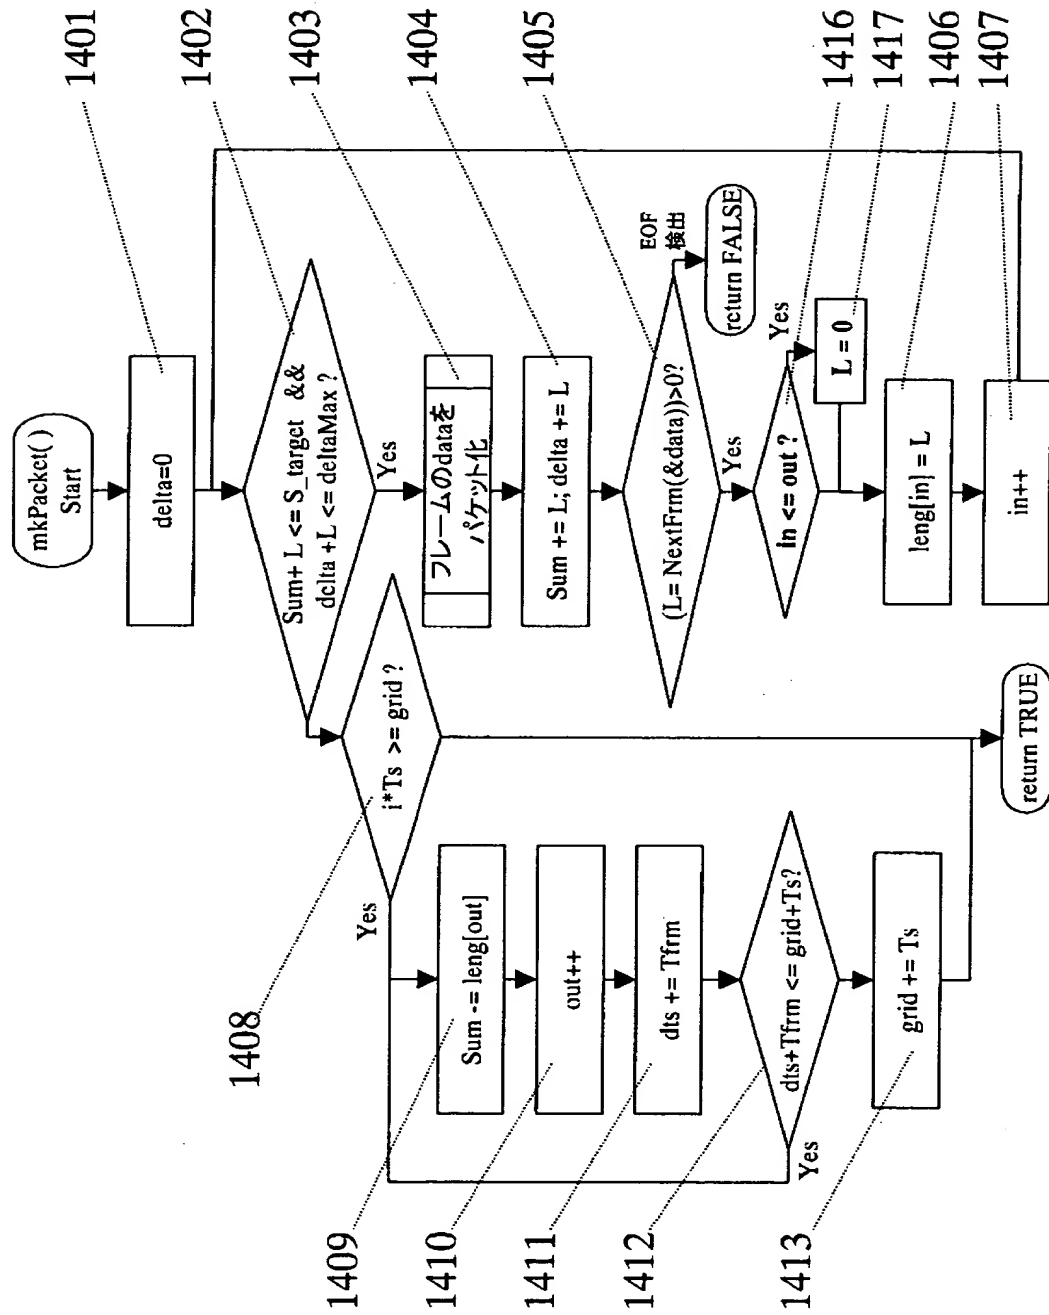 mkPacket()
Start
1401
delta=0
1402
Sum+ L <= S_target &&
delta +L <= deltaMax ?
Yes
1403
フレームのdataを
パケット化
1404
Sum += L; delta += L
1405
(L= NextFrm(&data))>0?
EOF
検出
return FALSE
Yes
1416
in <= out ?
Yes
1417
L = 0
1406
leng[in] = L
1407
in++
1408
i*Ts >= grid ?
Yes
1409
Sum -= leng[out]
1410
out++
1411
dts += Tfrm
1412
dts+Tfrm <= grid+Ts?
Yes
1413
grid += Ts
return TRUE